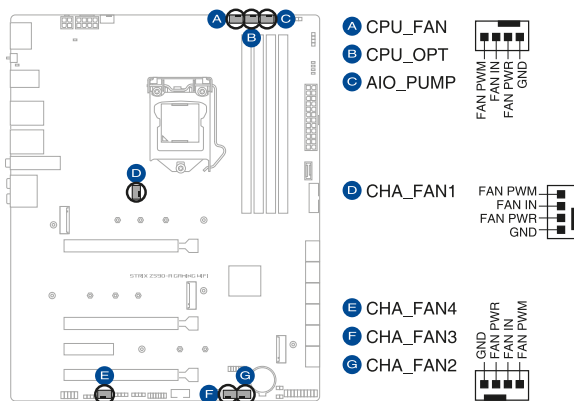 A
C
B
D
STRIX Z590-A GAMING WIFI
E
F
G
A CPU_FAN
B CPU_OPT
C AIO_PUMP
FAN PWM
FAN IN
FAN PWR
GND
D CHA_FAN1
FAN PWM
FAN IN
FAN PWR
GND
E CHA_FAN4
F CHA_FAN3
G CHA_FAN2
GND
FAN PWR
FAN IN
FAN PWM